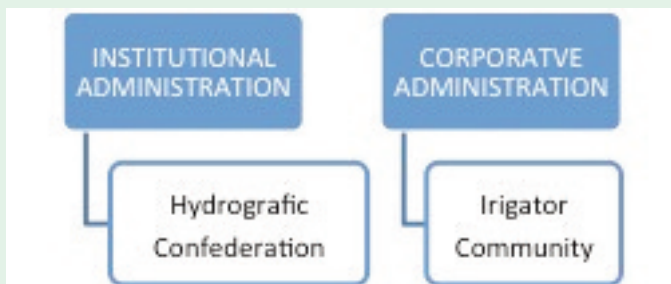 INSTITUTIONAL
ADMINISTRATION
Hydrografic
Confederation
CORPORATVE
ADMINISTRATION
Irigator
Community